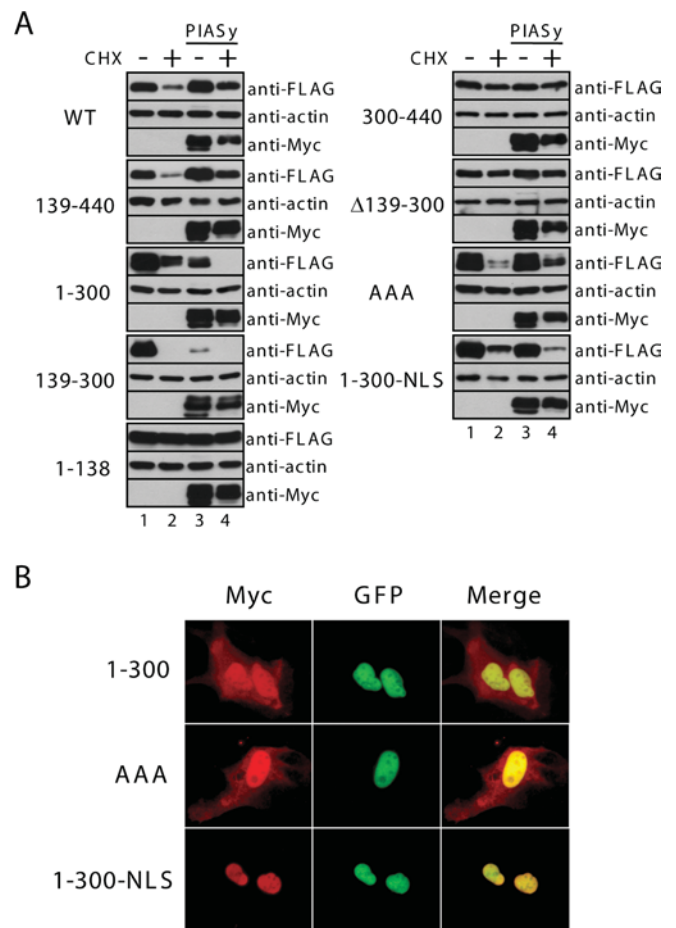 A
PIASy
CHX - + - +
WT
anti-FLAG
anti-actin
anti-Myc
139-440
anti-FLAG
anti-actin
anti-Myc
1-300
anti-FLAG
anti-actin
anti-Myc
139-300
anti-FLAG
anti-actin
anti-Myc
1-138
anti-FLAG
anti-actin
anti-Myc
1 2 3 4
PIASy
CHX - + - +
300-440
anti-FLAG
anti-actin
anti-Myc
Δ139-300
anti-FLAG
anti-actin
anti-Myc
AAA
anti-FLAG
anti-actin
anti-Myc
1-300-NLS
anti-FLAG
anti-actin
anti-Myc
1 2 3 4
B
Myc GFP Merge
1-300
AAA
1-300-NLS